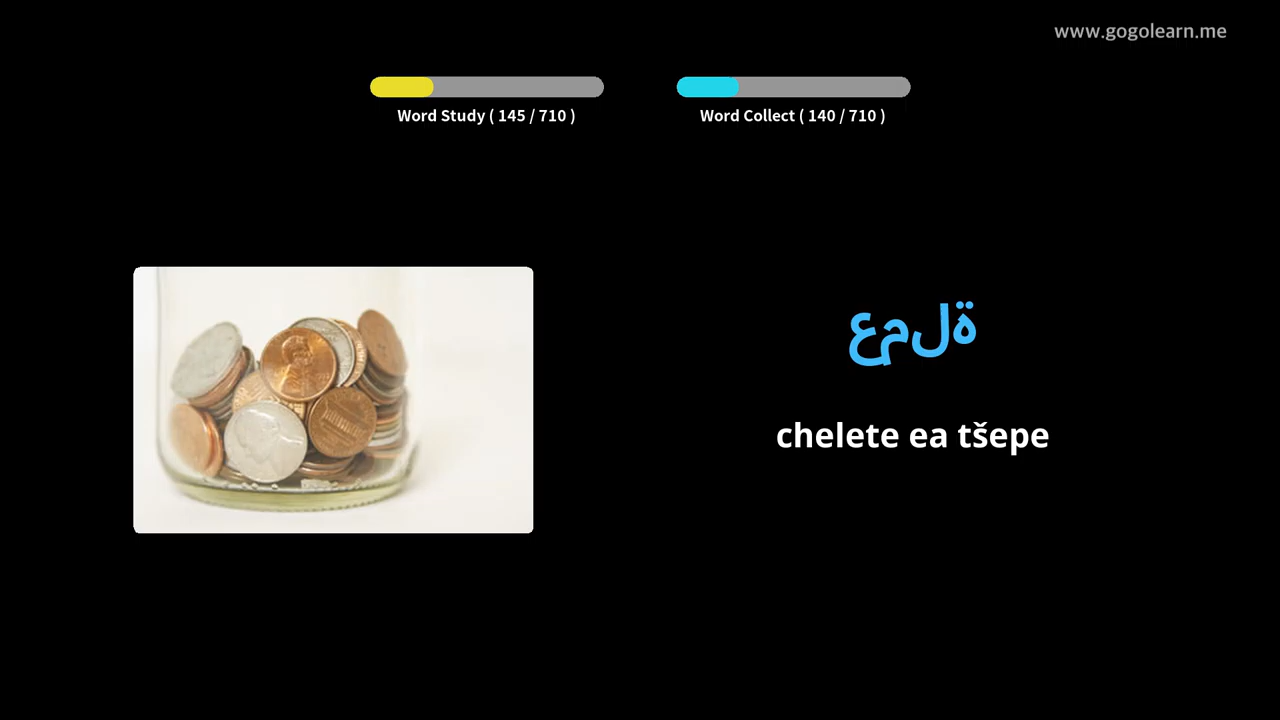 www.gogolearn.me
Word Study ( 145 / 710 )
Word Collect ( 140 / 710 )
عملة
chelete ea tšepe